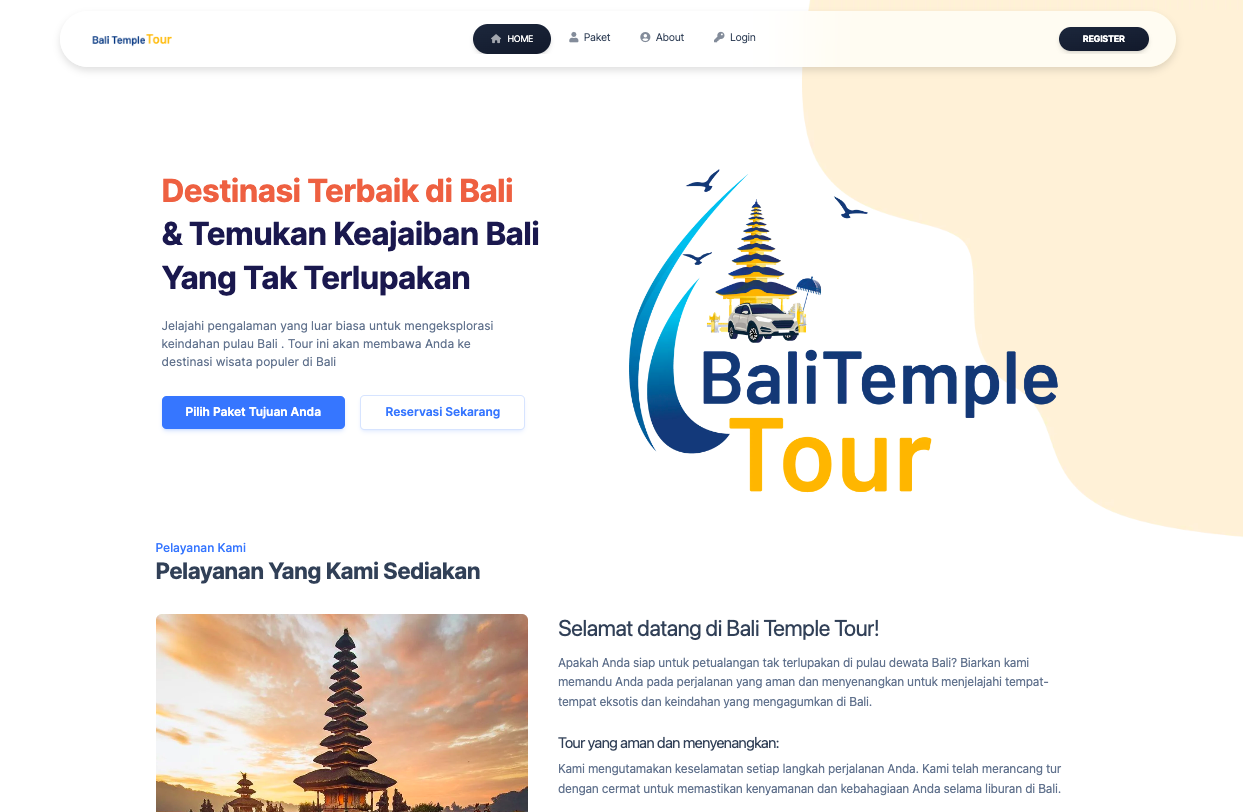 Bali Temple Tour
HOME
Paket
About
Login
REGISTER
Destinasi Terbaik di Bali
& Temukan Keajaiban Bali
Yang Tak Terlupakan
Jelajahi pengalaman yang luar biasa untuk mengeksplorasi
keindahan pulau Bali . Tour ini akan membawa Anda ke
destinasi wisata populer di Bali
Pilih Paket Tujuan Anda
Reservasi Sekarang
BaliTemple
Tour
Pelayanan Kami
Pelayanan Yang Kami Sediakan
Selamat datang di Bali Temple Tour!
Apakah Anda siap untuk petualangan tak terlupakan di pulau dewata Bali? Biarkan kami
memandu Anda pada perjalanan yang aman dan menyenangkan untuk menjelajahi tempat-
tempat eksotis dan keindahan yang mengagumkan di Bali.
Tour yang aman dan menyenangkan:
Kami mengutamakan keselamatan setiap langkah perjalanan Anda. Kami telah merancang tur
dengan cermat untuk memastikan kenyamanan dan kebahagiaan Anda selama liburan di Bali.